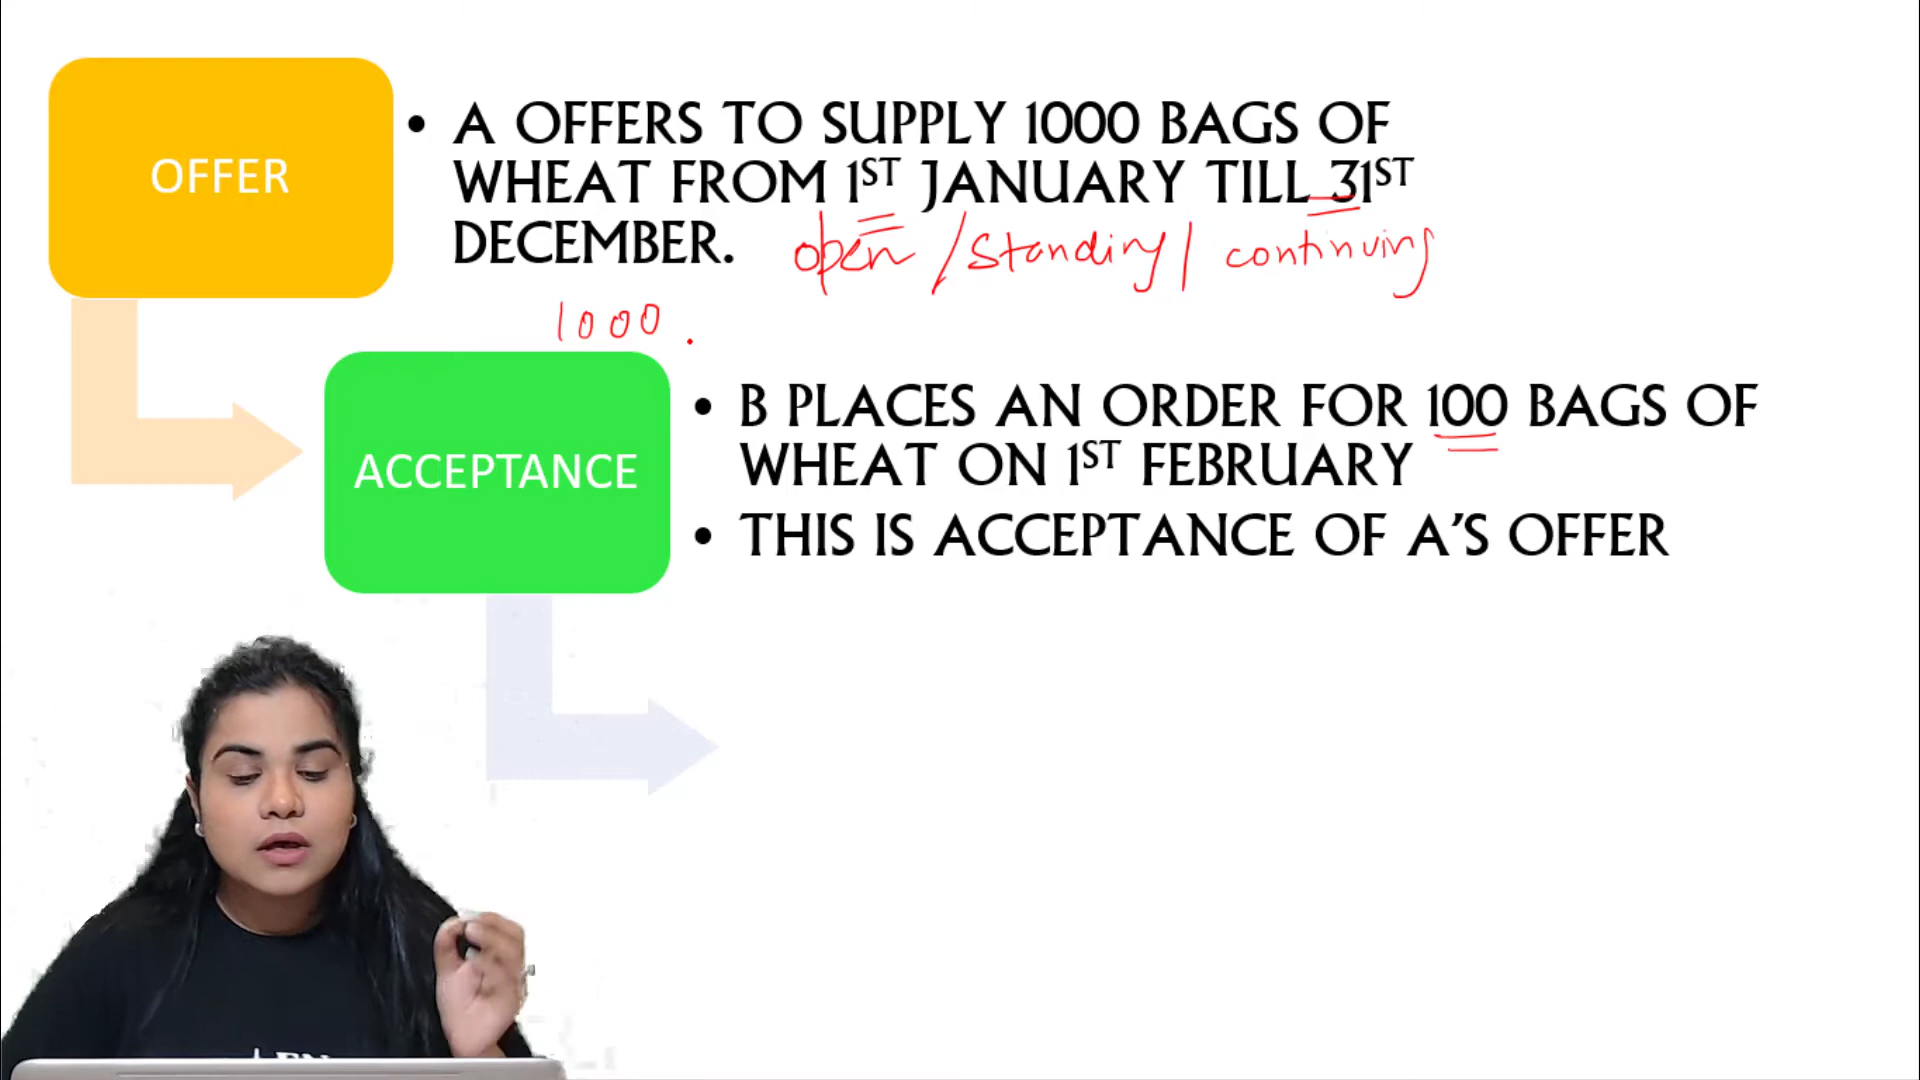 OFFER
• A OFFERS TO SUPPLY 1000 BAGS OF
WHEAT FROM 1ST JANUARY TILL 31ST
DECEMBER. open / standing / continuing
1000 .
ACCEPTANCE
• B PLACES AN ORDER FOR 100 BAGS OF
WHEAT ON 1ST FEBRUARY
• THIS IS ACCEPTANCE OF A’S OFFER